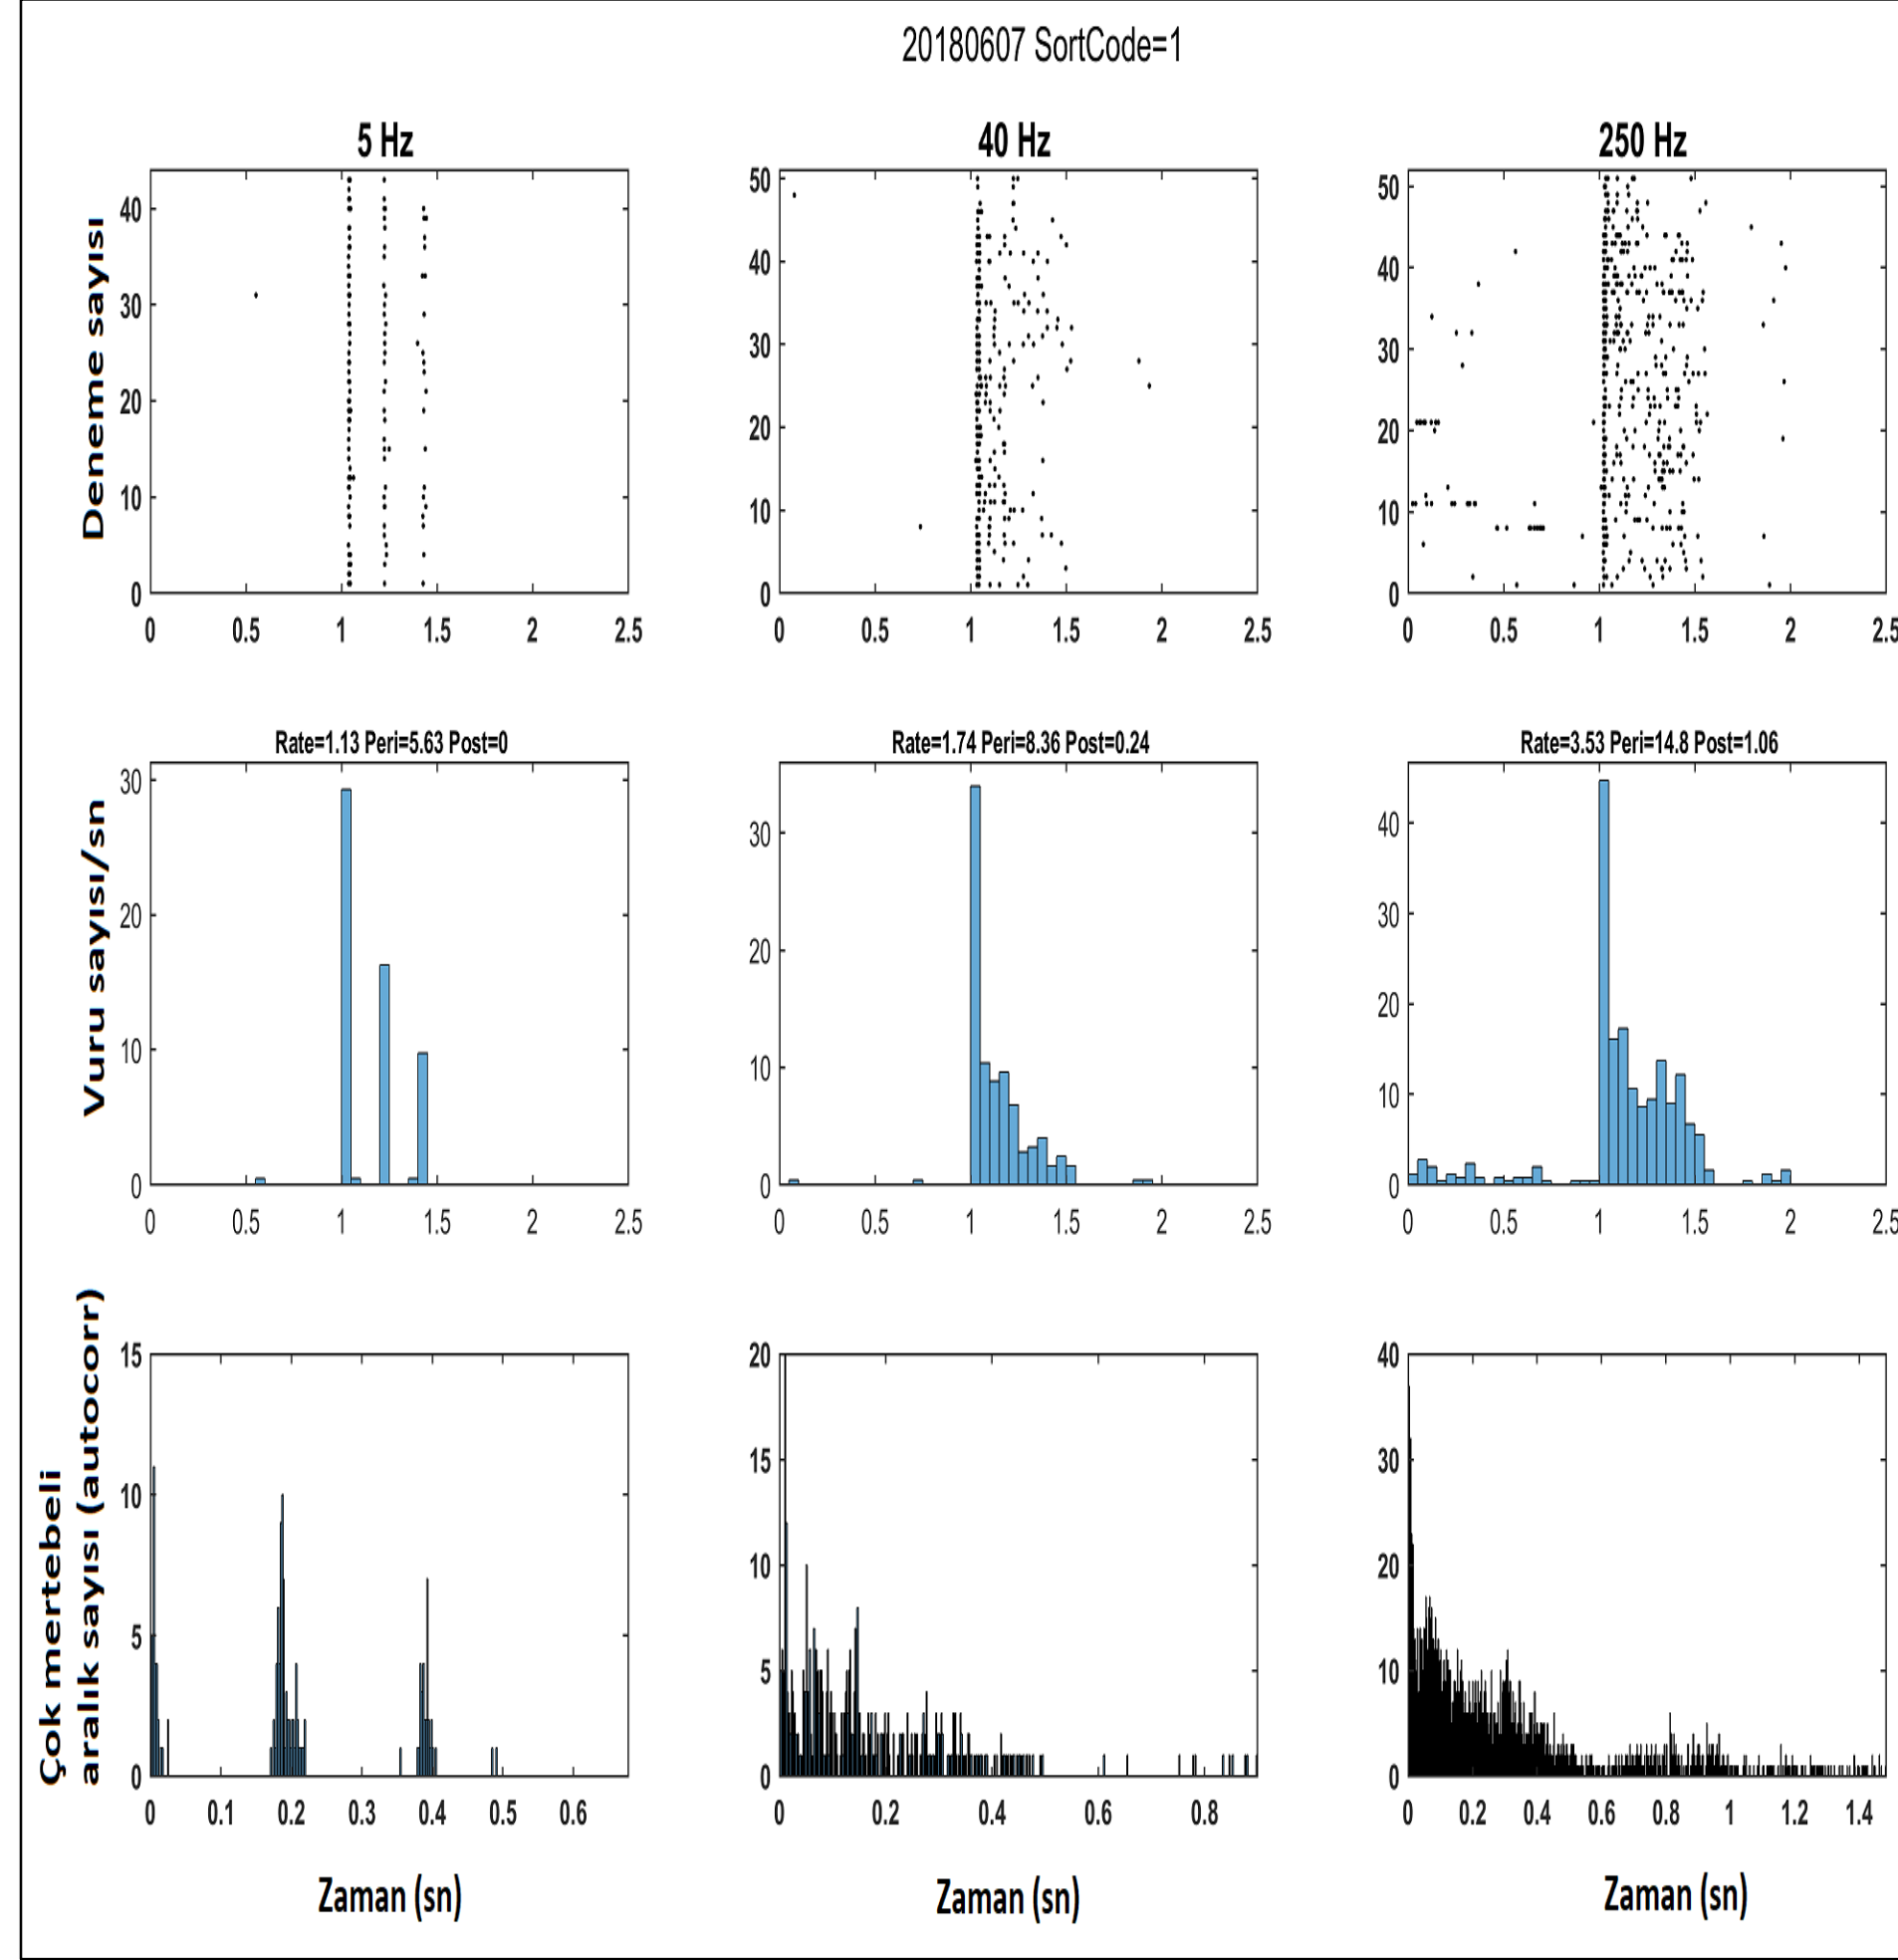 20180607 SortCode=1
5 Hz
40 Hz
250 Hz
Deneme sayısı
40
30
20
10
0
0 0.5 1 1.5 2 2.5
50
40
30
20
10
0
0 0.5 1 1.5 2 2.5
50
40
30
20
10
0
0 0.5 1 1.5 2 2.5
Rate=1.13 Peri=5.63 Post=0
Rate=1.74 Peri=8.36 Post=0.24
Rate=3.53 Peri=14.8 Post=1.06
Vuru sayısı/sn
30
20
10
0
0 0.5 1 1.5 2 2.5
30
20
10
0
0 0.5 1 1.5 2 2.5
40
30
20
10
0
0 0.5 1 1.5 2 2.5
Çok mertebeli
aralık sayısı (autocorr)
15
10
5
0
0 0.1 0.2 0.3 0.4 0.5 0.6
20
15
10
5
0
0 0.2 0.4 0.6 0.8
40
30
20
10
0
0 0.2 0.4 0.6 0.8 1 1.2 1.4
Zaman (sn)
Zaman (sn)
Zaman (sn)